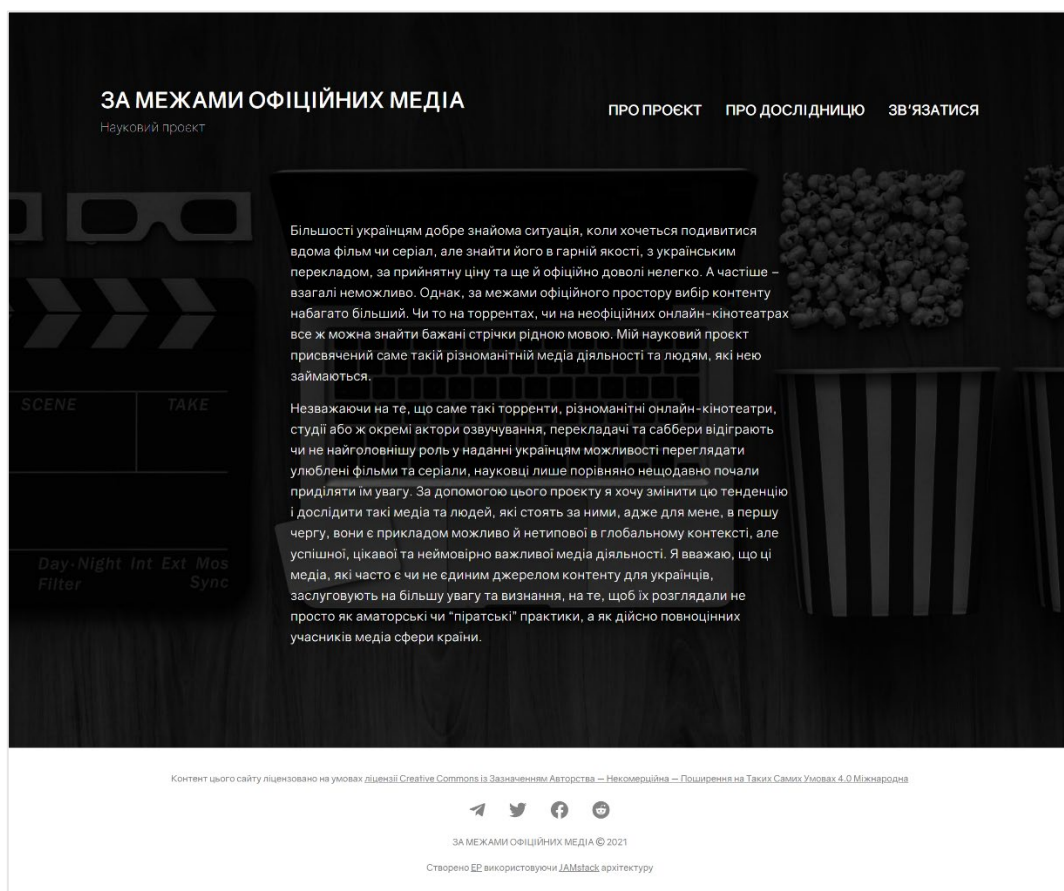 ЗА МЕЖАМИ ОФІЦІЙНИХ МЕДІА
Науковий проєкт
ПРО ПРОЄКТ ПРО ДОСЛІДНИЦЮ ЗВ’ЯЗАТИСЯ
Більшості українцям добре знайома ситуація, коли хочеться подивитися
вдома фільм чи серіал, але знайти його в гарній якості, з українським
перекладом, за прийнятну ціну та ще й офіційно доволі нелегко. А частіше –
взагалі неможливо. Однак, за межами офіційного простору вибір контенту
набагато більший. Чи то на торрентах, чи на неофіційних онлайн-кінотеатрах
все ж можна знайти бажані стрічки рідною мовою. Мій науковий проєкт
присвячений саме такій різноманітній медіа діяльності та людям, які нею
займаються.
Незважаючи на те, що саме такі торренти, різноманітні онлайн-кінотеатри,
студії або ж окремі актори озвучування, перекладачі та саббери відіграють
чи не найголовнішу роль у наданні українцям можливості переглядати
улюблені фільми та серіали, науковці лише порівняно нещодавно почали
приділяти їм увагу. За допомогою цього проєкту я хочу змінити цю тенденцію
і дослідити такі медіа та людей, які стоять за ними, адже для мене, в першу
чергу, вони є прикладом можливо й нетипової в глобальному контексті, але
успішної, цікавої та неймовірно важливої медіа діяльності. Я вважаю, що ці
медіа, які часто є чи не єдиним джерелом контенту для українців,
заслуговують на більшу увагу та визнання, на те, щоб їх розглядали не
просто як аматорські чи “піратські” практики, а як дійсно повноцінних
учасників медіа сфери країни.
SCENE TAKE
Day·Night Int Ext Mos
Filter Sync
Контент цього сайту ліцензовано на умовах ліцензії Creative Commons із Зазначенням Авторства — Некомерційна — Поширення на Таких Самих Умовах 4.0 Міжнародна
ЗА МЕЖАМИ ОФІЦІЙНИХ МЕДІА © 2021
Створено EP використовуючи JAMstack архітектуру